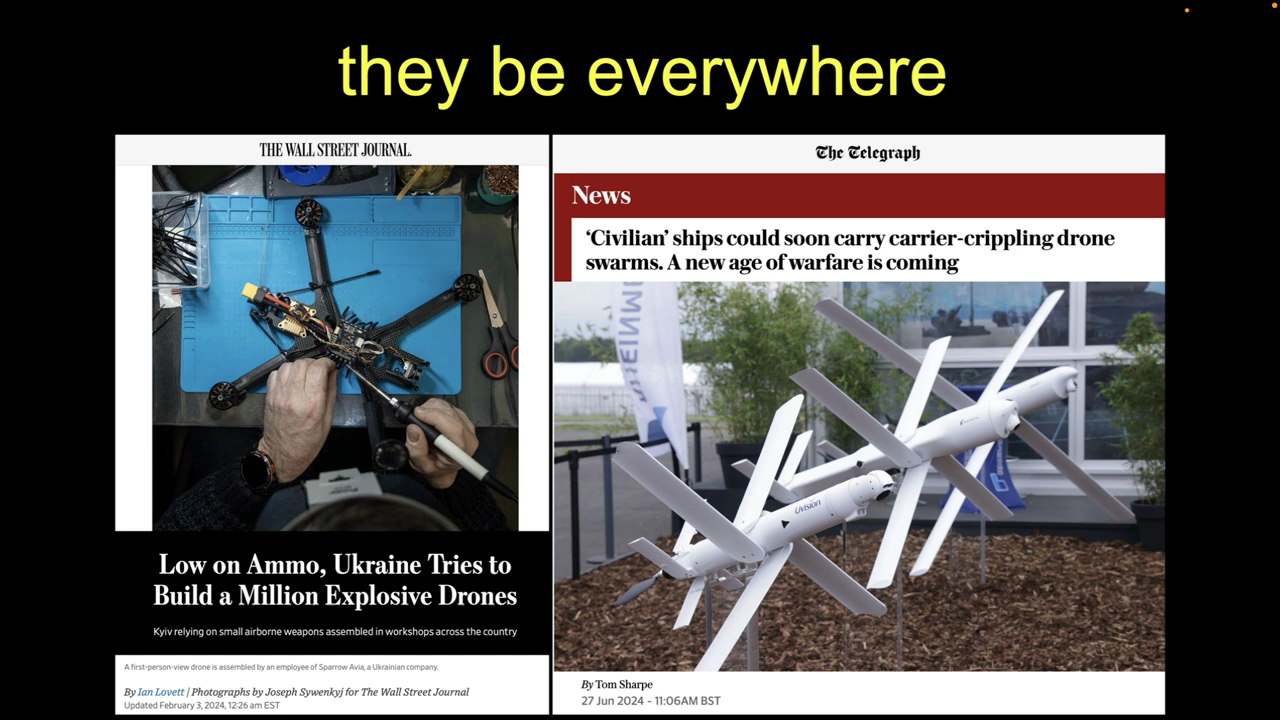 they be everywhere
THE WALL STREET JOURNAL.
Low on Ammo, Ukraine Tries to
Build a Million Explosive Drones
Kyiv relying on small airborne weapons assembled in workshops across the country
A first-person-view drone is assembled by an employee of Sparrow Avia, a Ukrainian company.
By Ian Lovett | Photographs by Joseph Sywenkyj for The Wall Street Journal
Updated February 3, 2024, 12:26 am EST
The Telegraph
News
‘Civilian’ ships could soon carry carrier-crippling drone
swarms. A new age of warfare is coming
UVision
By Tom Sharpe
27 Jun 2024 - 11:06AM BST